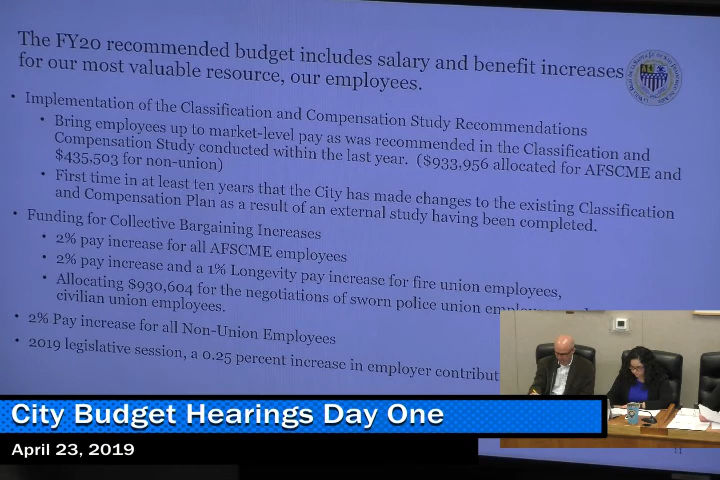 The FY20 recommended budget includes salary and benefit increases
for our most valuable resource, our employees.
• Implementation of the Classification and Compensation Study Recommendations
• Bring employees up to market-level pay as was recommended in the Classification and
Compensation Study conducted within the last year. ($933,956 allocated for AFSCME and
$435,503 for non-union)
• First time in at least ten years that the City has made changes to the existing Classification
and Compensation Plan as a result of an external study having been completed.
• Funding for Collective Bargaining Increases
• 2% pay increase for all AFSCME employees
• 2% pay increase and a 1% Longevity pay increase for fire union employees,
• Allocating $930,604 for the negotiations of sworn police union
civilian union employees.
• 2% Pay increase for all Non-Union Employees
• 2019 legislative session, a 0.25 percent increase in employer
City Budget Hearings Day One
April 23, 2019